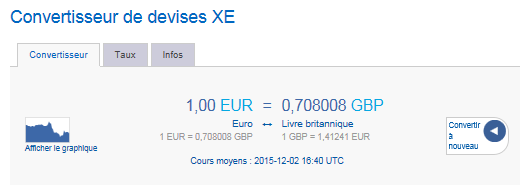 Convertisseur de devises XE
Convertisseur Taux Infos
1,00 EUR = 0,708008 GBP
Euro ↔ Livre britannique
1 EUR = 0,708008 GBP 1 GBP = 1,41241 EUR
Afficher le graphique
Convertir
à
nouveau
Cours moyens : 2015-12-02 16:40 UTC